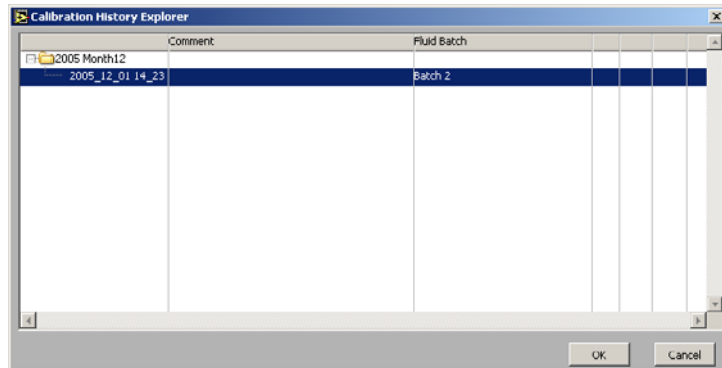 Calibration History Explorer
Comment Fluid Batch
2005 Month12
2005_12_01 14_23 Batch 2
OK Cancel